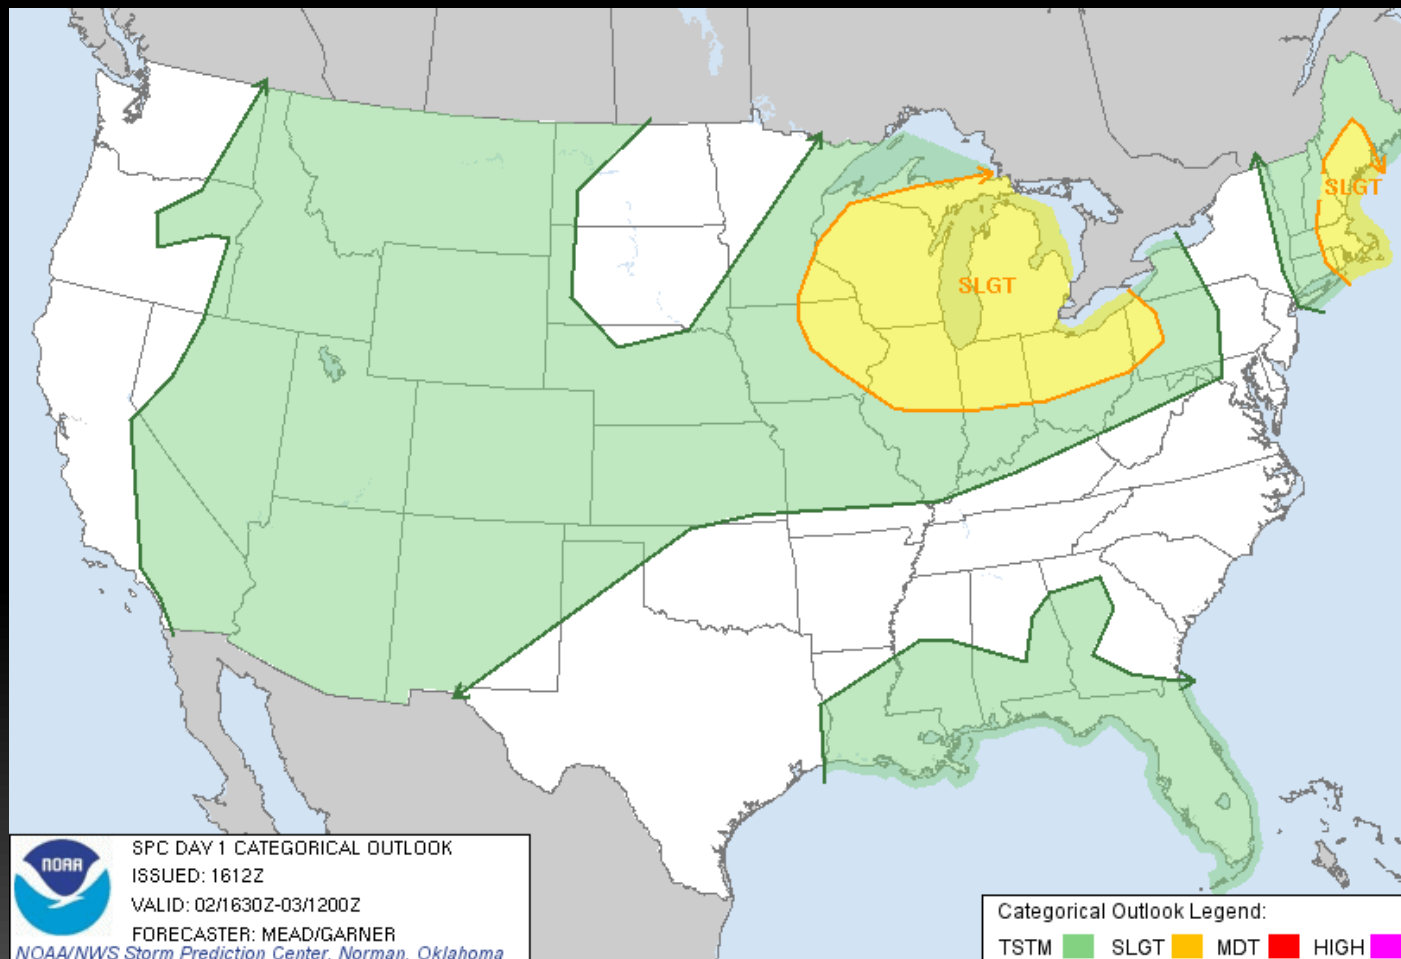 SLGT
SLGT
NOAA
SPC DAY 1 CATEGORICAL OUTLOOK
ISSUED: 1612Z
VALID: 02/1630Z-03/1200Z
FORECASTER: MEAD/GARNER
NOAA/NWS Storm Prediction Center, Norman, Oklahoma
Categorical Outlook Legend:
TSTM SLGT MDT HIGH